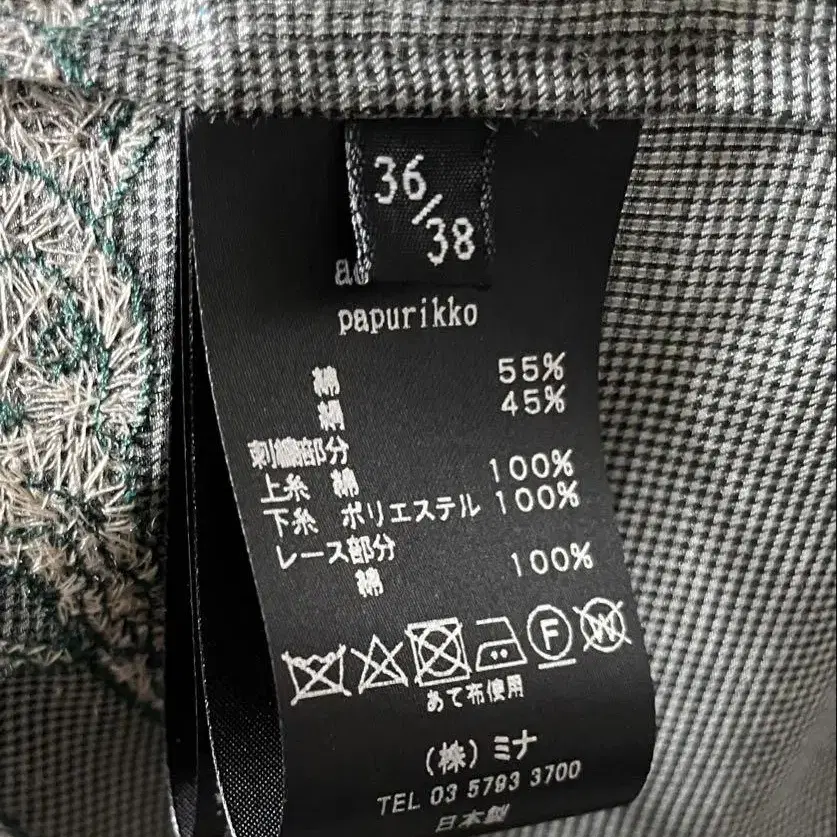 36/38
papurikko
綿 55%
絹 45%
刺繍部分
上糸 綿 100%
下糸 ポリエステル 100%
レース部分
綿 100%
F W
あて布使用
(株)ミナ
TEL 03 5793 3700
日本製